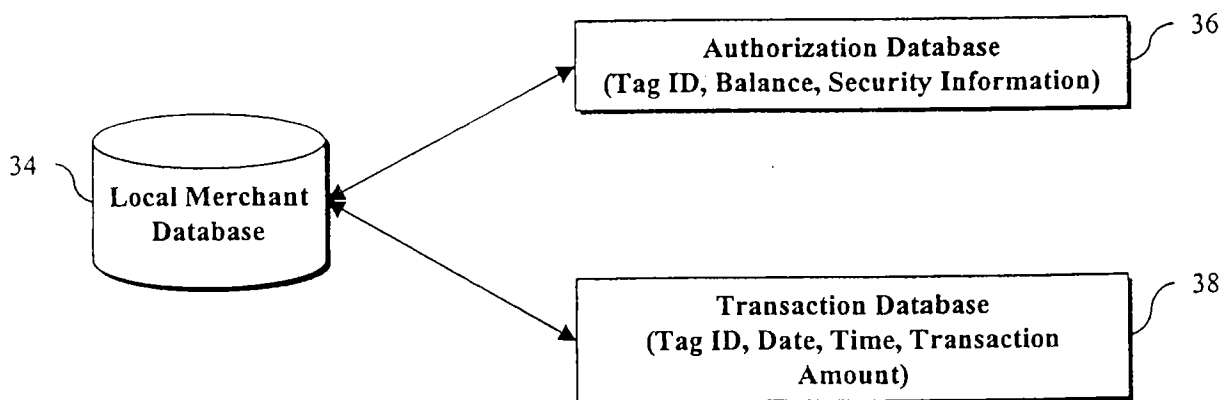 36
Authorization Database
(Tag ID, Balance, Security Information)
34
Local Merchant
Database
38
Transaction Database
(Tag ID, Date, Time, Transaction
Amount)